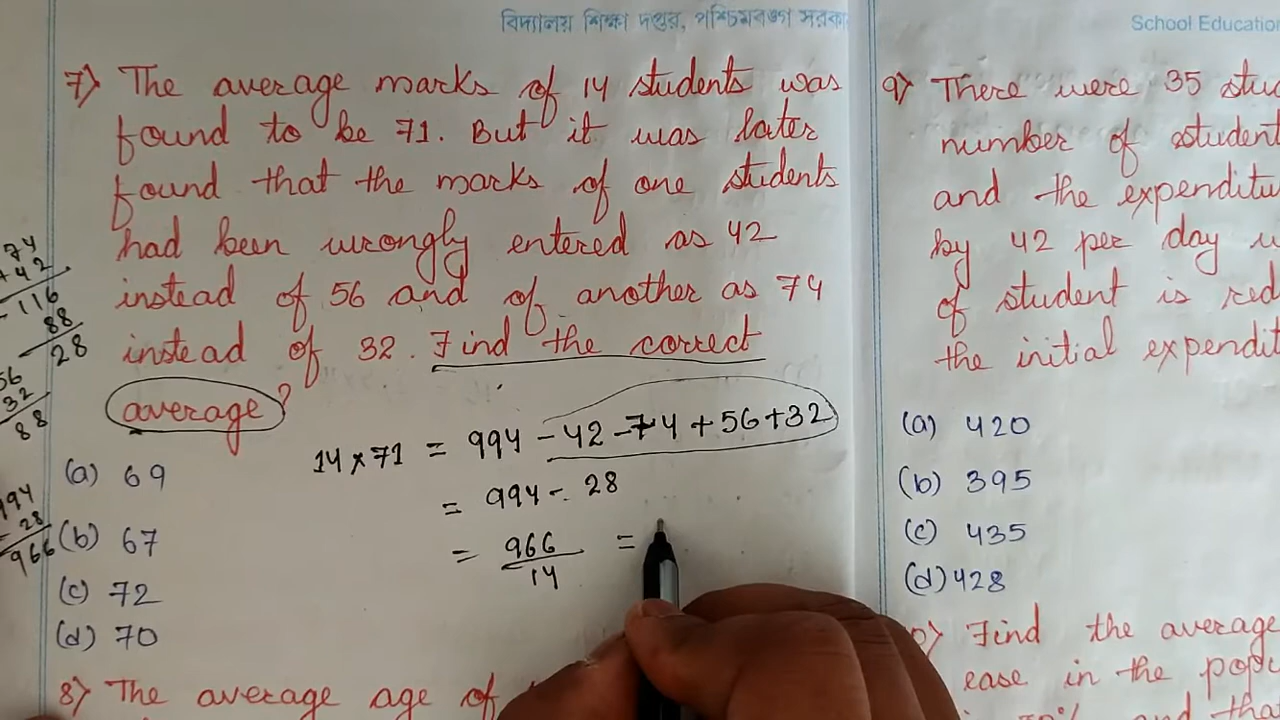 বিদ্যালয় শিক্ষা দপ্তর, পশ্চিমবঙ্গ সরকার
School Education
7) The average marks of 14 students was
found to be 71. But it was later
found that the marks of one students
had been wrongly entered as 42
instead of 56 and of another as 74
instead of 32. Find the correct
average?
(a) 69
(b) 67
(c) 72
(d) 70
14 × 71 = 994 - 42 - 74 + 56 + 32
= 994 - 28
= 966/14 =
74
+42
116
88
28
56
32
88
994
28
966
8) The average age of
9) There were 35 stu
number of student
and the expenditu
by 42 per day
of student is red
the initial expendit
(a) 420
(b) 395
(c) 435
(d) 428
Find the average
ease in the popu
and tha